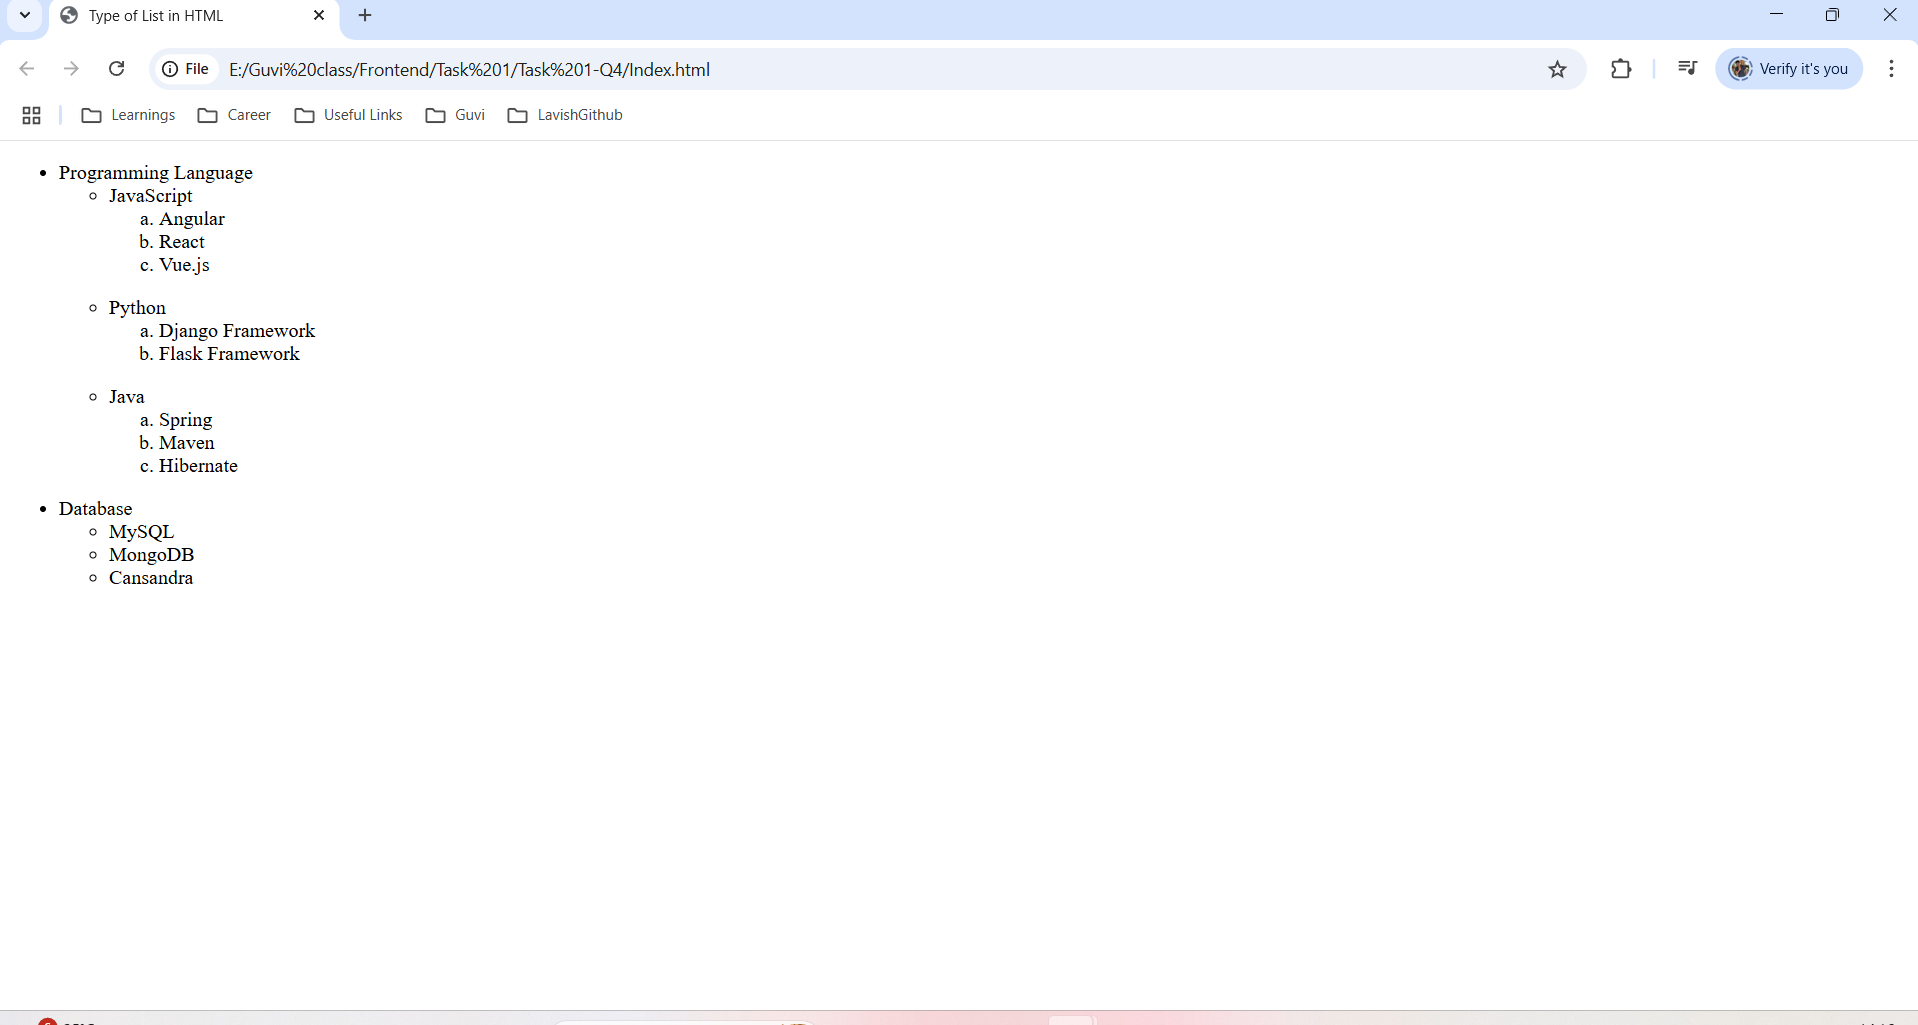 Type of List in HTML
File E:/Guvi%20class/Frontend/Task%201/Task%201-Q4/Index.html Verify it's you
Learnings Career Useful Links Guvi LavishGithub
• Programming Language
○ JavaScript
a. Angular
b. React
c. Vue.js
○ Python
a. Django Framework
b. Flask Framework
○ Java
a. Spring
b. Maven
c. Hibernate
• Database
○ MySQL
○ MongoDB
○ Cansandra